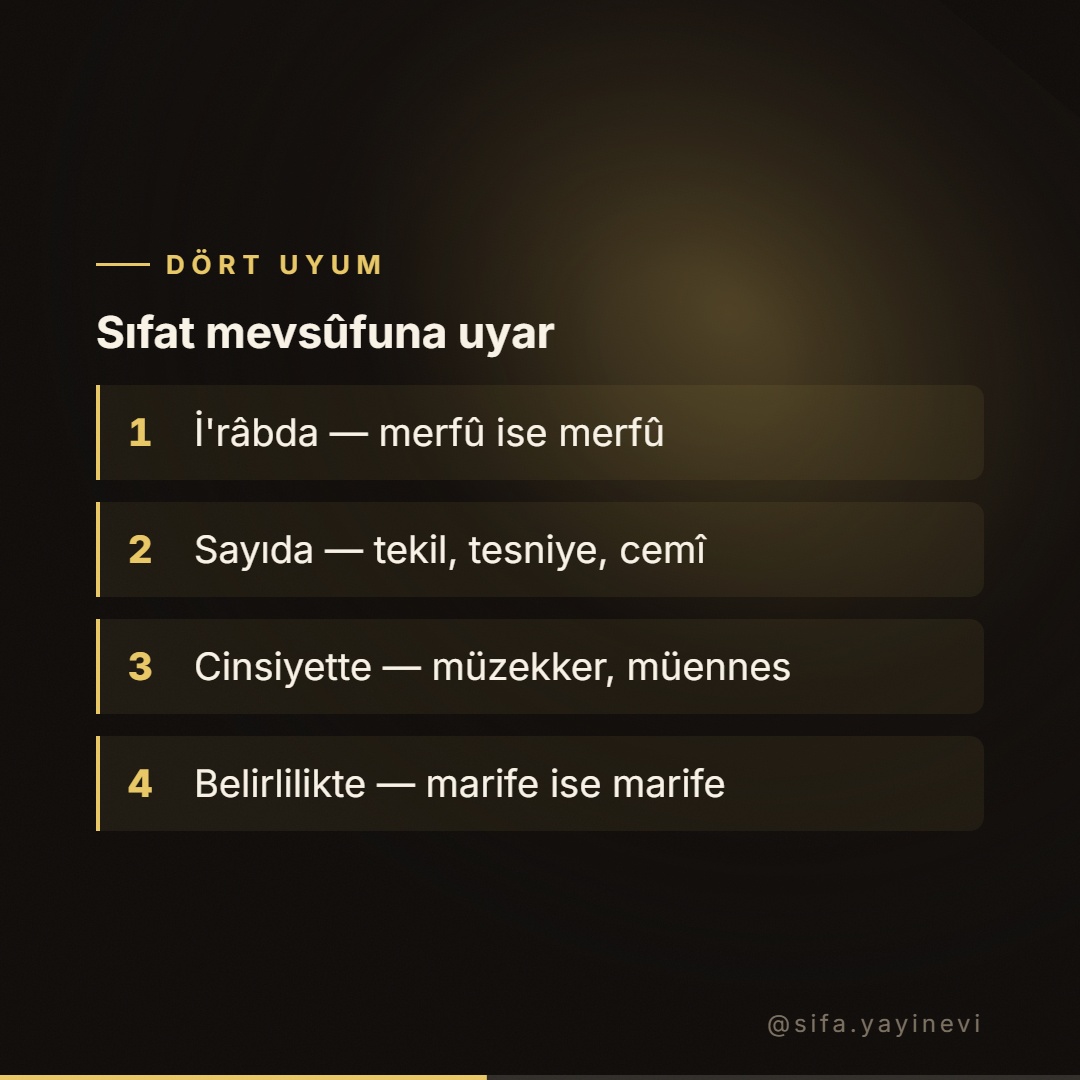 DÖRT UYUM
Sıfat mevsûfuna uyar
1 İ'râbda — merfû ise merfû
2 Sayıda — tekil, tesniye, cemî
3 Cinsiyette — müzekker, müennes
4 Belirlilikte — marife ise marife
@sifa.yayinevi